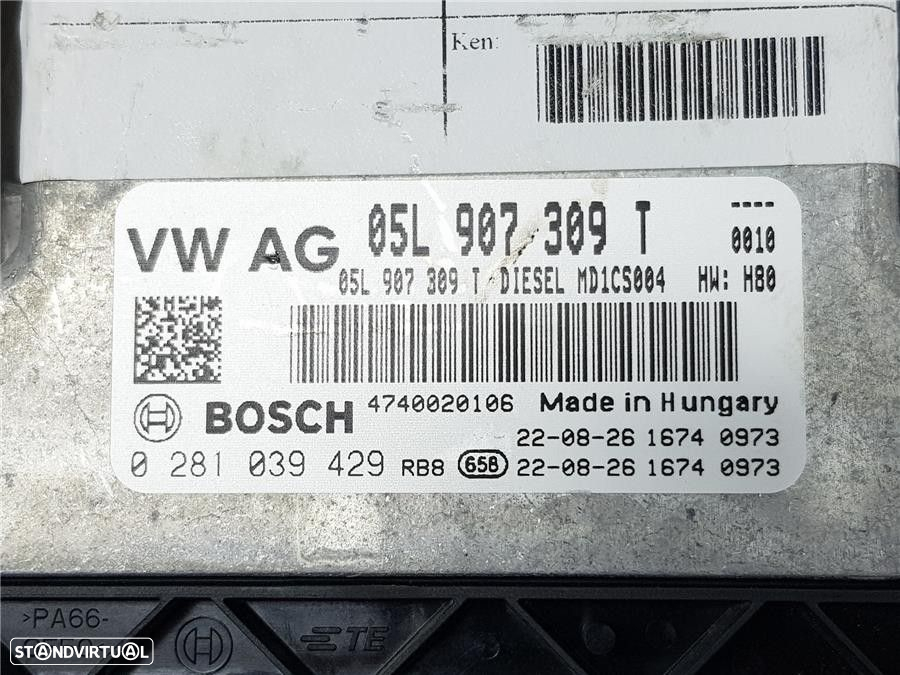 Ken:
VW AG 05L 907 309 T ----
0010
05L 907 309 T DIESEL MD1CS004 HW: H80
BOSCH 4740020106 Made in Hungary
22-08-26 1674 0973
0 281 039 429 RB8 65B 22-08-26 1674 0973
>PA66-
TE
STANDVIRTUAL